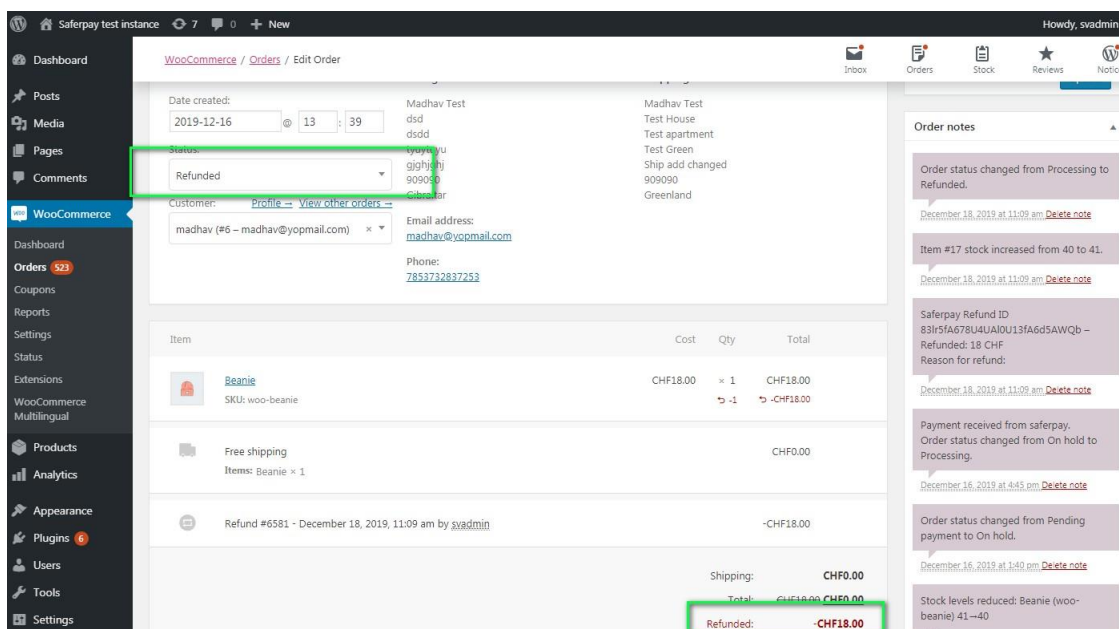 Saferpay test instance 7 0 + New
Howdy, svadmin
Dashboard
Posts
Media
Pages
Comments
WooCommerce
Dashboard
Orders 523
Coupons
Reports
Settings
Status
Extensions
WooCommerce
Multilingual
Products
Analytics
Appearance
Plugins 6
Users
Tools
Settings
WooCommerce / Orders / Edit Order
Inbox
Orders
Stock
Reviews
Notic
Date created:
2019-12-16 @ 13 : 39
Status:
Refunded
Customer: Profile → View other orders →
madhav (#6 – madhav@yopmail.com) × 
Madhav Test
dsd
dsdd
909090
Gibraltar
Email address:
madhav@yopmail.com
Phone:
7853732837253
Madhav Test
Test House
Test apartment
Test Green
Ship add changed
909090
Greenland
Item Cost Qty Total
Beanie CHF18.00 × 1 CHF18.00
SKU: woo-beanie -1 -CHF18.00
Free shipping CHF0.00
Items: Beanie × 1
Refund #6581 - December 18, 2019, 11:09 am by svadmin -CHF18.00
Shipping: CHF0.00
Total: CHF18.00 CHF0.00
Refunded: -CHF18.00
Order notes
Order status changed from Processing to
Refunded.
December 18, 2019 at 11:09 am Delete note
Item #17 stock increased from 40 to 41.
December 18, 2019 at 11:09 am Delete note
Saferpay Refund ID
Refunded: 18 CHF
Reason for refund:
December 18, 2019 at 11:09 am Delete note
Payment received from saferpay.
Order status changed from On hold to
Processing.
December 16, 2019 at 4:45 pm Delete note
Order status changed from Pending
payment to On hold.
December 16, 2019 at 1:40 pm Delete note
Stock levels reduced: Beanie (woo-
beanie) 41→40